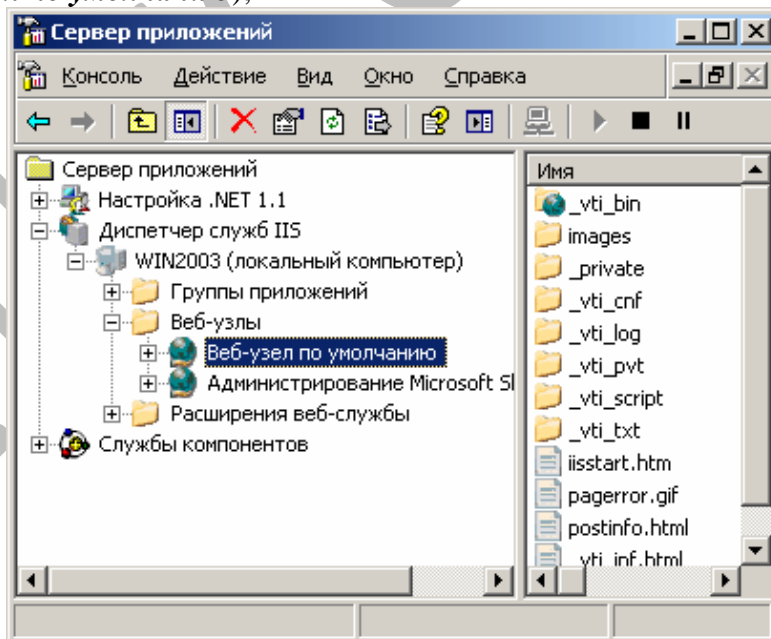 Сервер приложений
Консоль Действие Вид Окно Справка
Сервер приложений
Настройка .NET 1.1
Диспетчер служб IIS
WIN2003 (локальный компьютер)
Группы приложений
Веб-узлы
Веб-узел по умолчанию
Администрирование Microsoft
Расширения веб-службы
Службы компонентов
Имя
_vti_bin
images
_private
_vti_cnf
_vti_log
_vti_pvt
_vti_script
_vti_txt
iisstart.htm
pagerror.gif
postinfo.html
_vti_inf.html